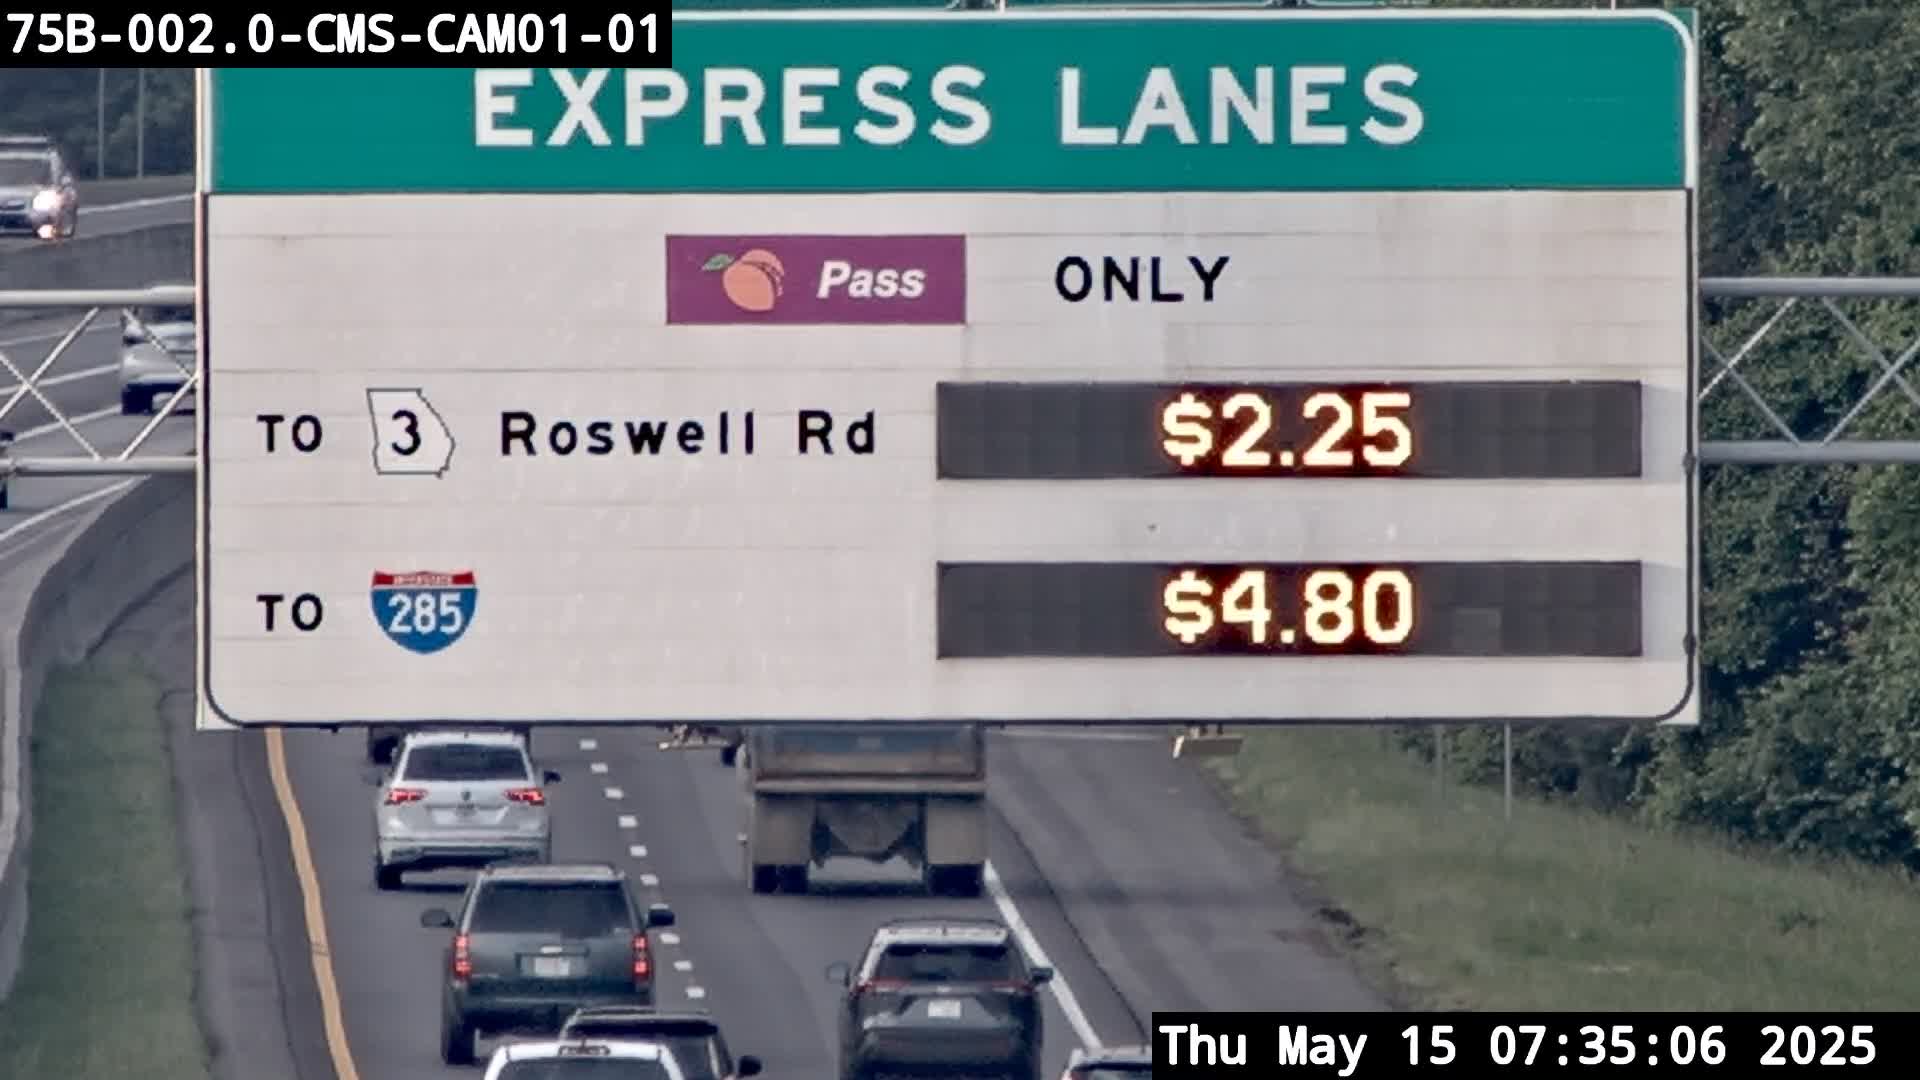 75B-002.0-CMS-CAM01-01
EXPRESS LANES
Pass ONLY
TO 3 Roswell Rd $2.25
INTERSTATE
TO 285 $4.80
Thu May 15 07:35:06 2025